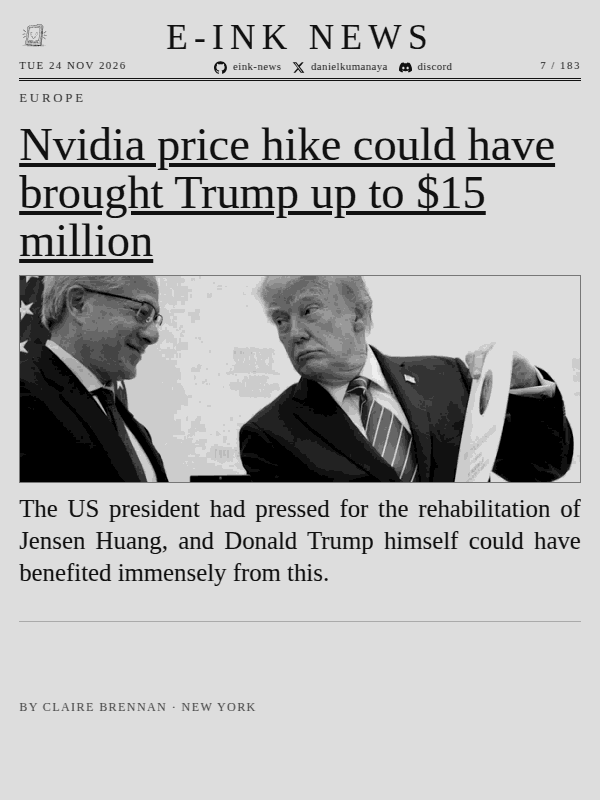 E-INK NEWS
TUE 24 NOV 2026
eink-news danielkumanaya discord
7 / 183
EUROPE
Nvidia price hike could have
brought Trump up to $15
million
The US president had pressed for the rehabilitation of
Jensen Huang, and Donald Trump himself could have
benefited immensely from this.
BY CLAIRE BRENNAN · NEW YORK